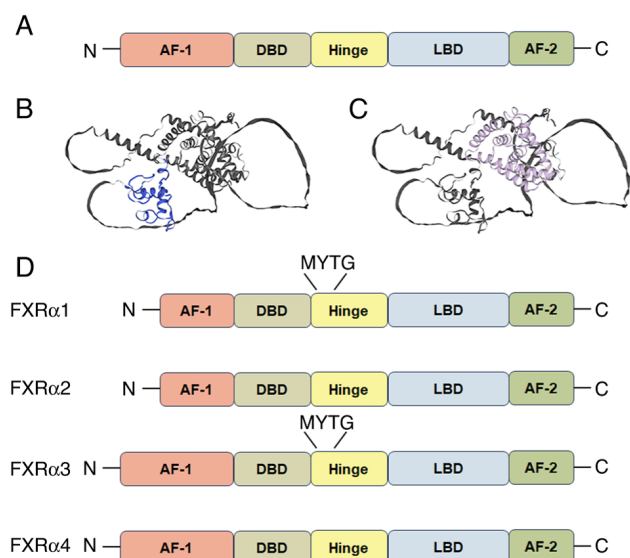 A
N AF-1 DBD Hinge LBD AF-2 C
B C
D
MYTG
FXRα1 N AF-1 DBD Hinge LBD AF-2 C
FXRα2 N AF-1 DBD Hinge LBD AF-2 C
MYTG
FXRα3 N AF-1 DBD Hinge LBD AF-2 C
FXRα4 N AF-1 DBD Hinge LBD AF-2 C